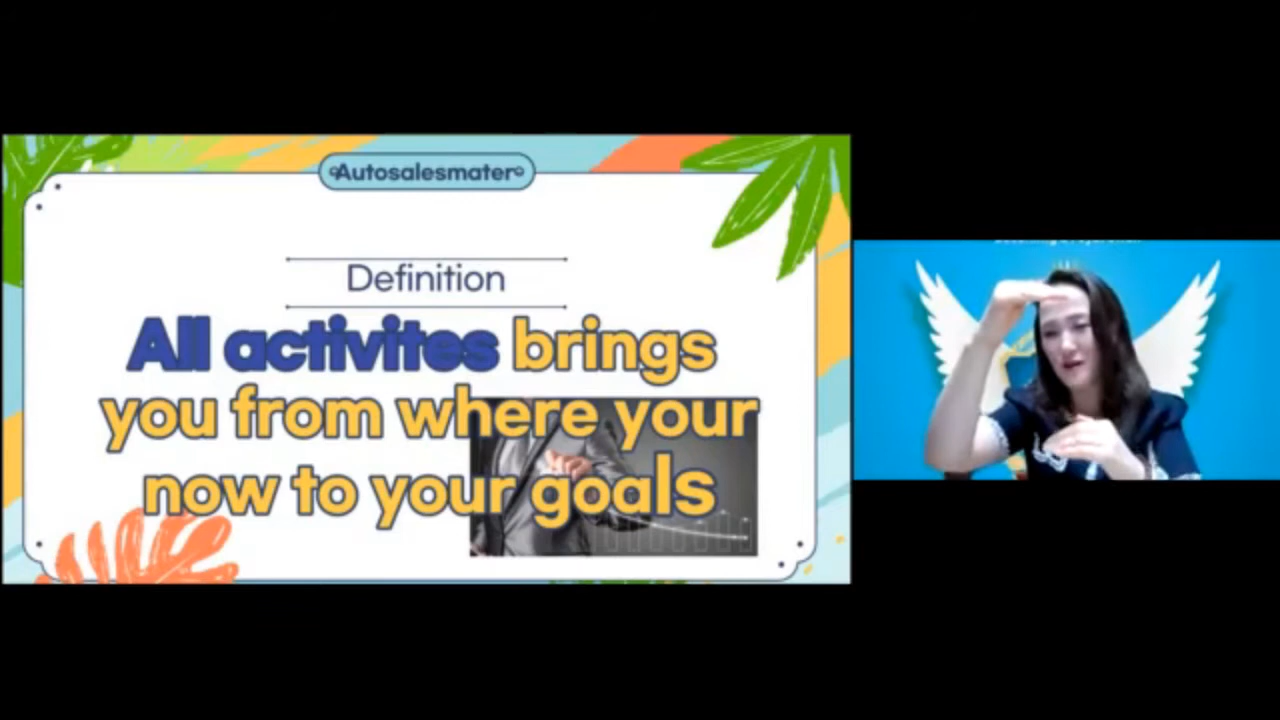 Autosalesmater
Definition
All activites brings
you from where your
now to your goals